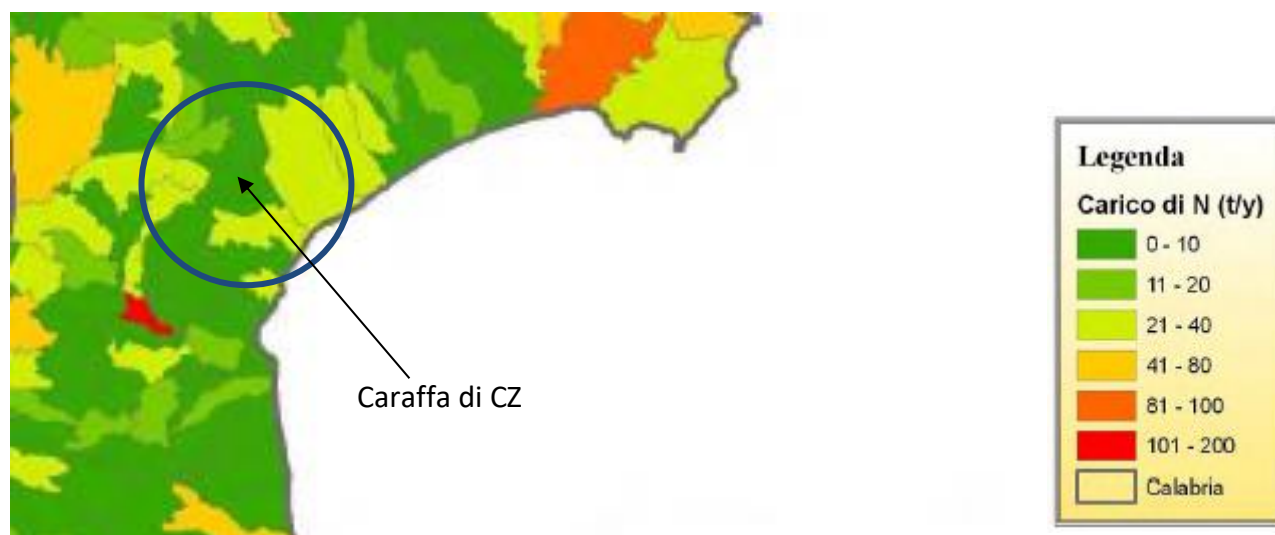 Caraffa di CZ
Legenda
Carico di N (t/y)
0 - 10
11 - 20
21 - 40
41 - 80
81 - 100
101 - 200
Calabria